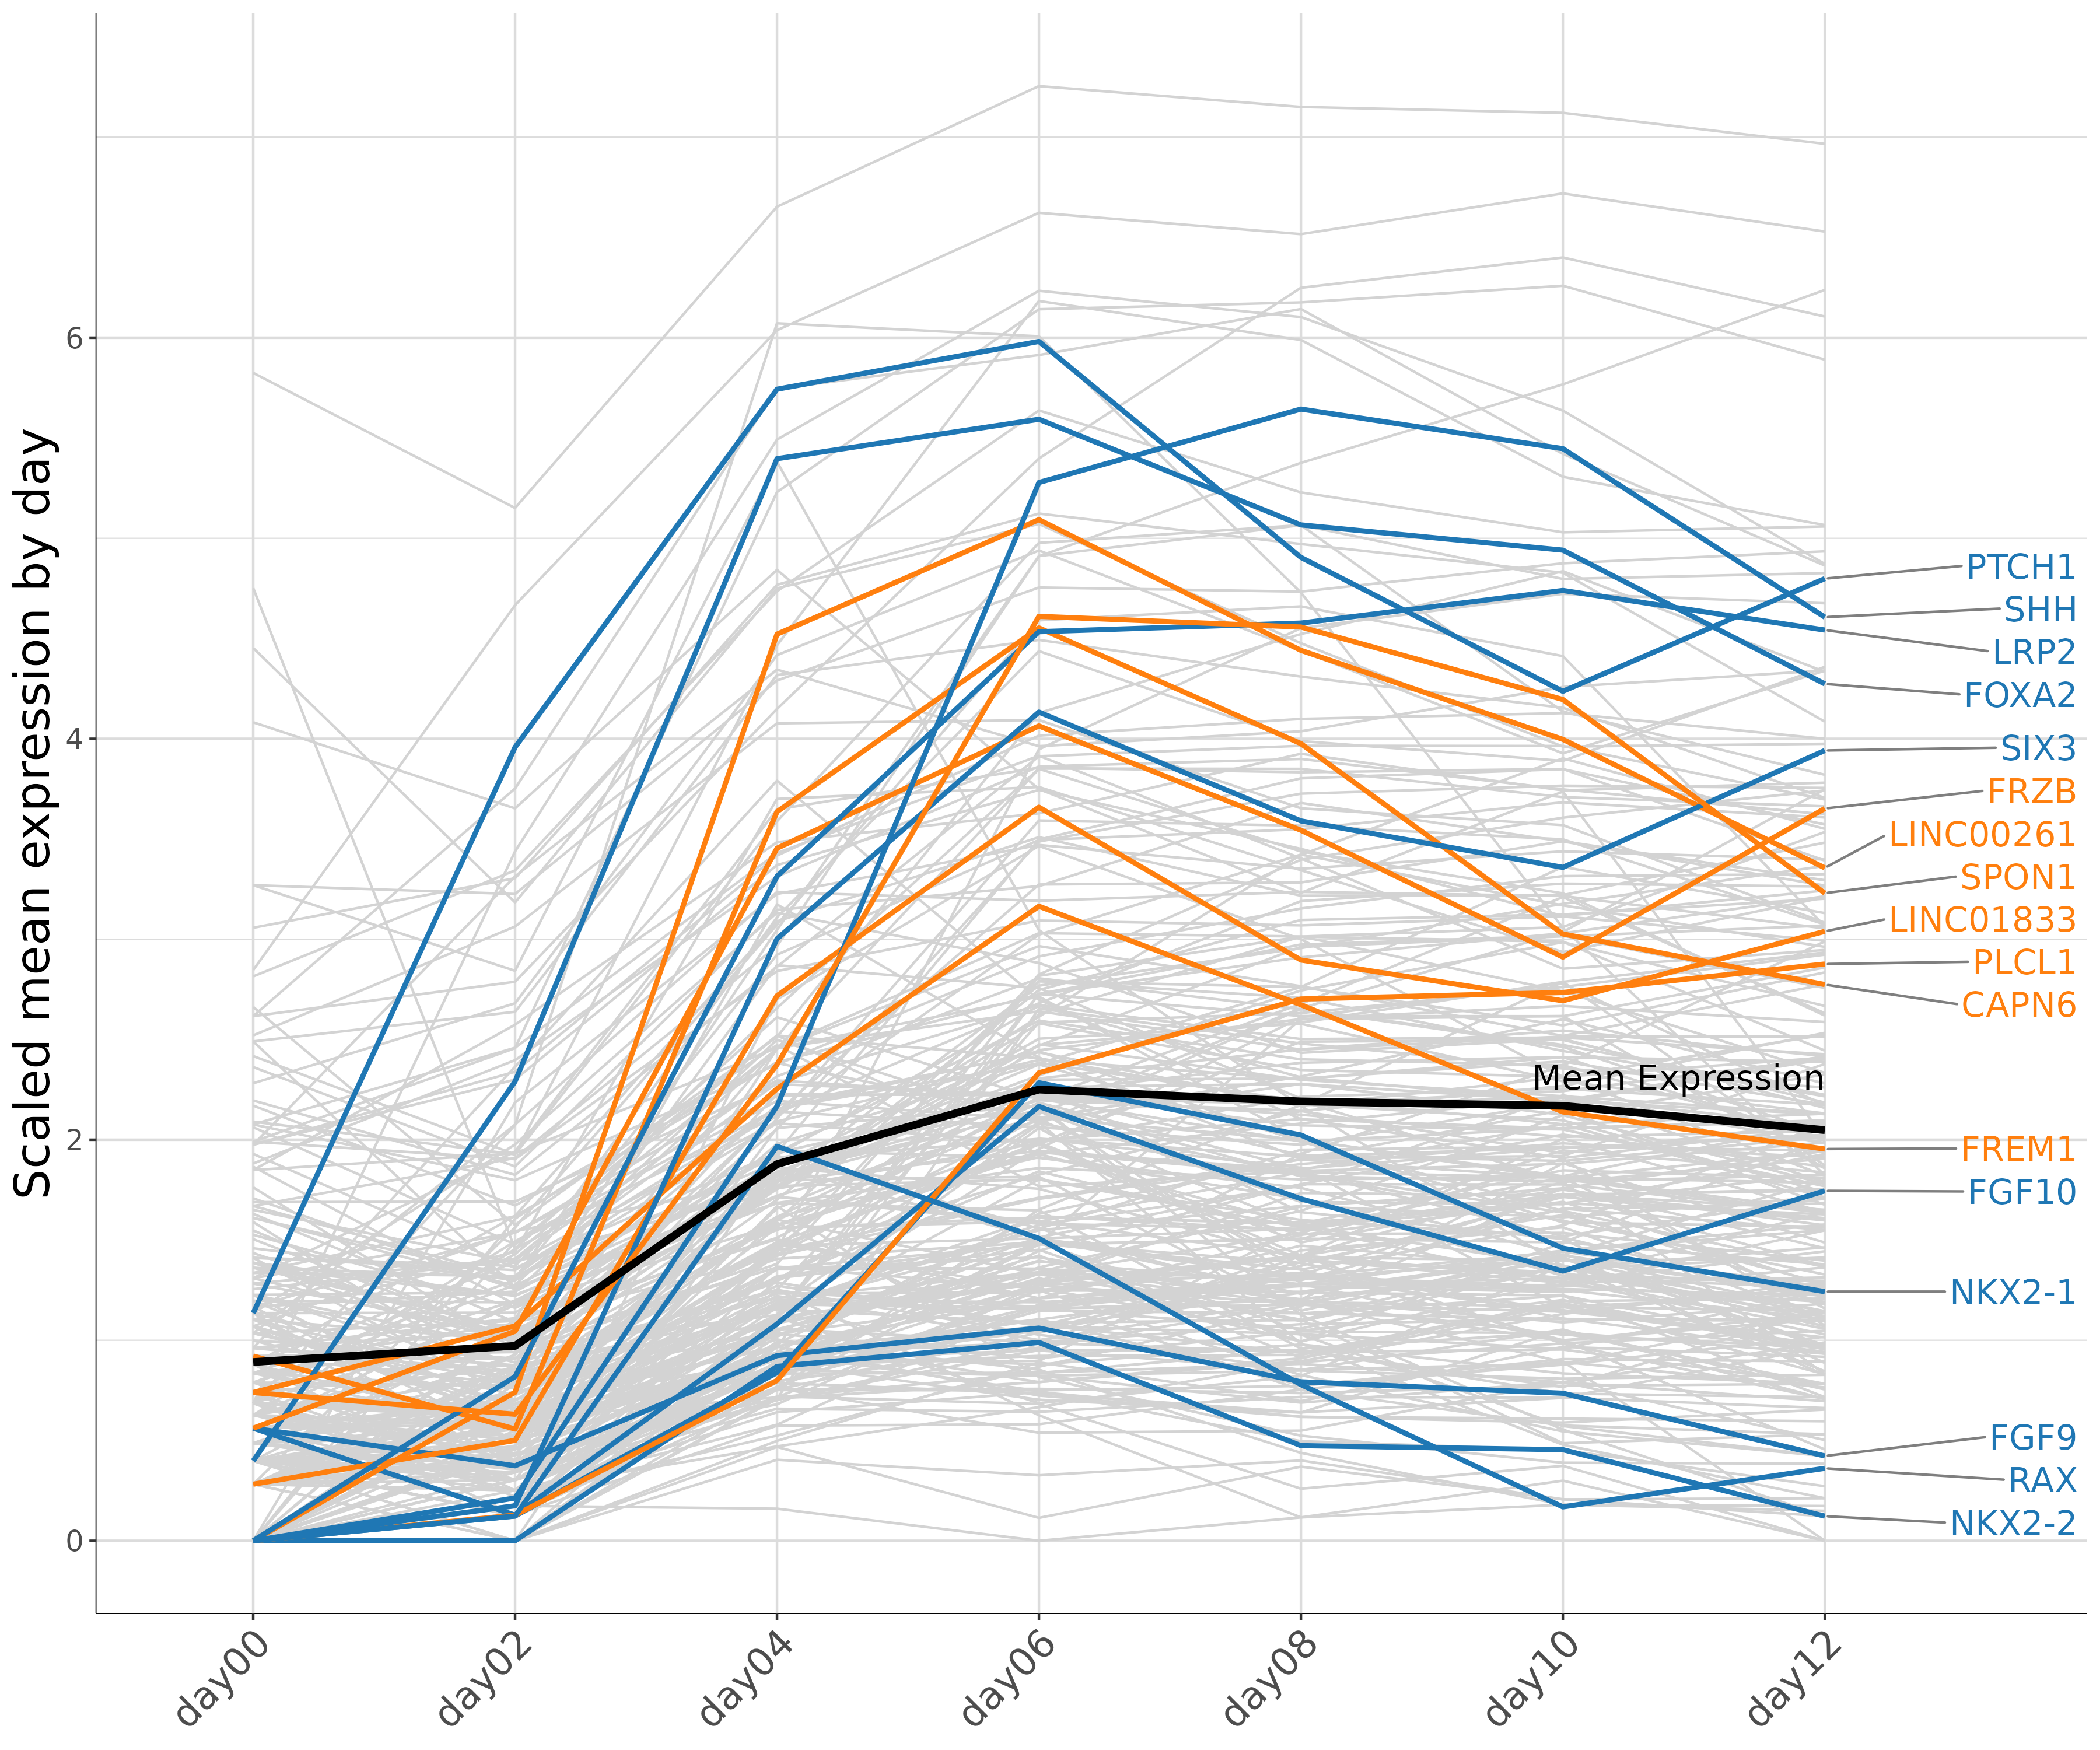 Scaled mean expression by day
6
4
2
0
PTCH1
SHH
LRP2
FOXA2
SIX3
FRZB
LINC00261
SPON1
LINC01833
PLCL1
CAPN6
Mean Expression
FREM1
FGF10
NKX2-1
FGF9
RAX
NKX2-2
day00
day02
day04
day06
day08
day10
day12